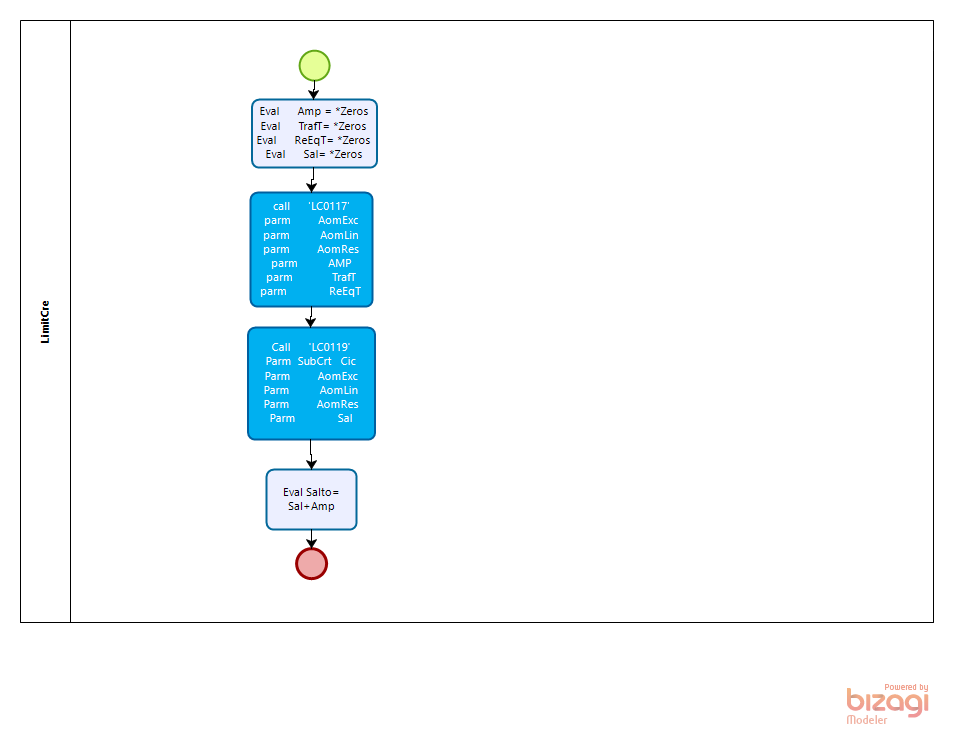 LimitCre
Eval Amp = *Zeros
Eval TrafT= *Zeros
Eval ReEqT= *Zeros
Eval Sal= *Zeros
call 'LC0117'
parm AomExc
parm AomLin
parm AomRes
parm AMP
parm TrafT
parm ReEqT
Call 'LC0119'
Parm SubCrt Cic
Parm AomExc
Parm AomLin
Parm AomRes
Parm Sal
Eval Salto=
Sal+Amp
Powered by
bizagi
Modeler